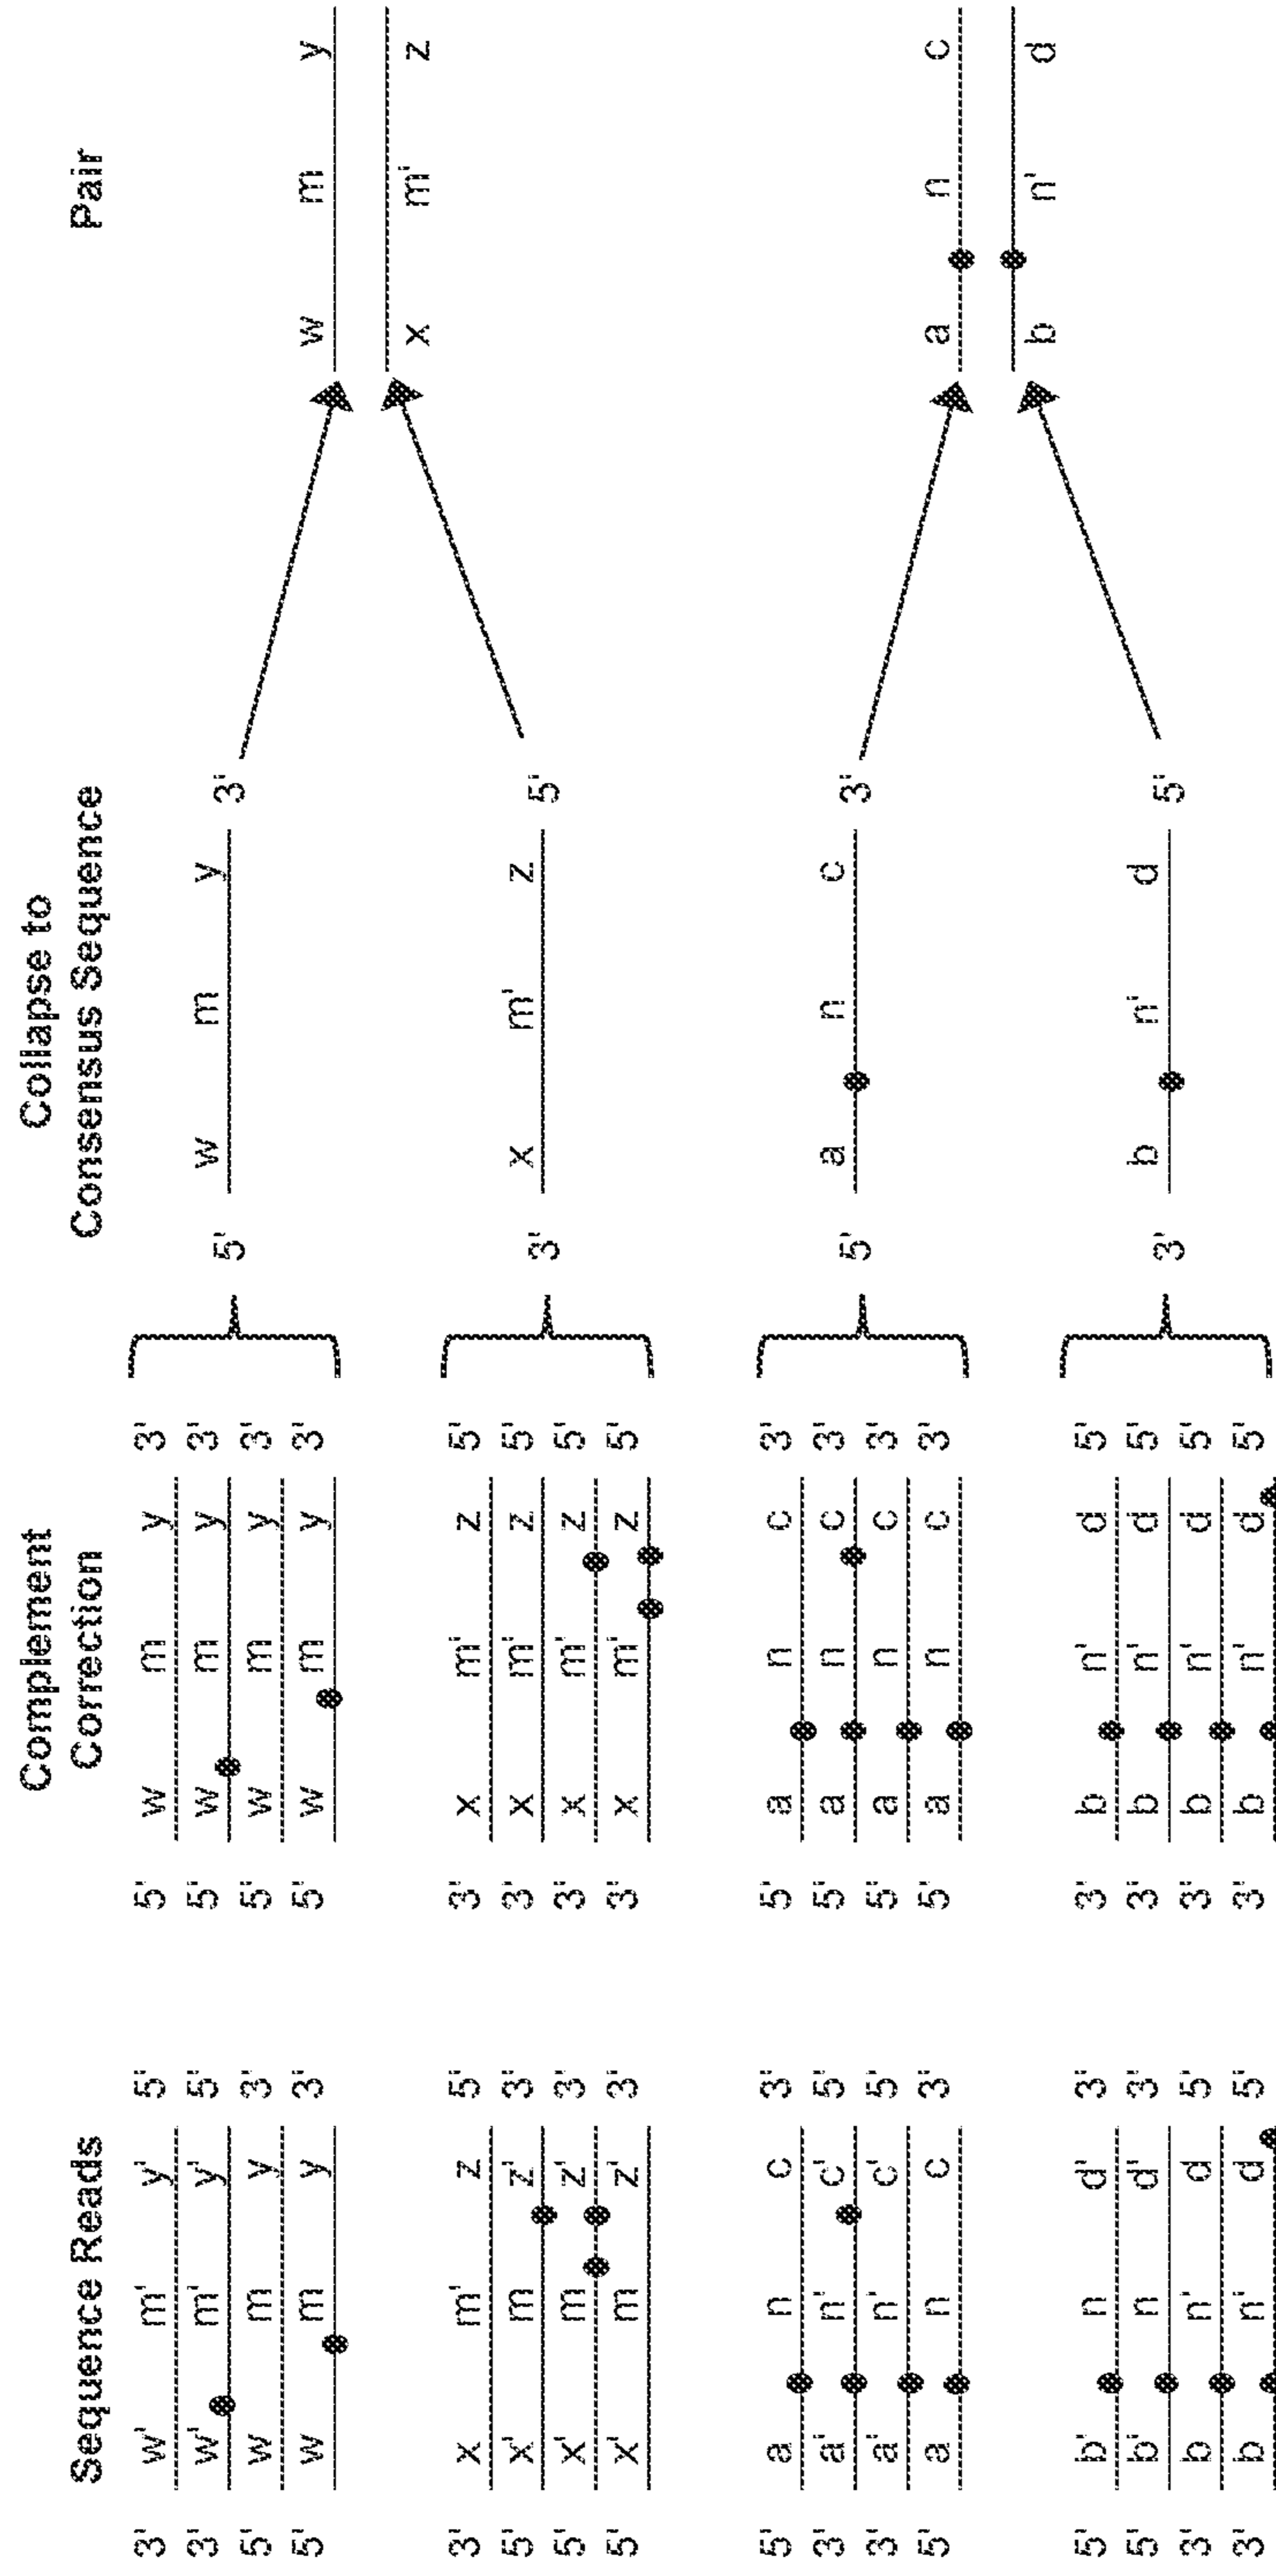 Sequence Reads
3' w' m' y' 5'
3' w' m' y' 5'
5' w m y 3'
5' w m y 3'
3' x m' z 5'
5' x' m z' 3'
5' x' m z' 3'
5' x' m z' 3'
5' a n c 3'
3' a' n' c' 5'
3' a' n' c' 5'
5' a n c 3'
5' b' n d' 3'
5' b' n d' 3'
3' b n' d 5'
3' b n' d 5'
Complement
Correction
5' w m y 3'
5' w m y 3'
5' w m y 3'
5' w m y 3'
3' x m' z 5'
3' x m' z 5'
3' x m' z 5'
3' x m' z 5'
5' a n c 3'
5' a n c 3'
5' a n c 3'
5' a n c 3'
3' b n' d 5'
3' b n' d 5'
3' b n' d 5'
3' b n' d 5'
Collapse to
Consensus Sequence
5' w m y 3'
3' x m' z 5'
5' a n c 3'
3' b n' d 5'
Pair
w m y
x m' z
a n c
b n' d